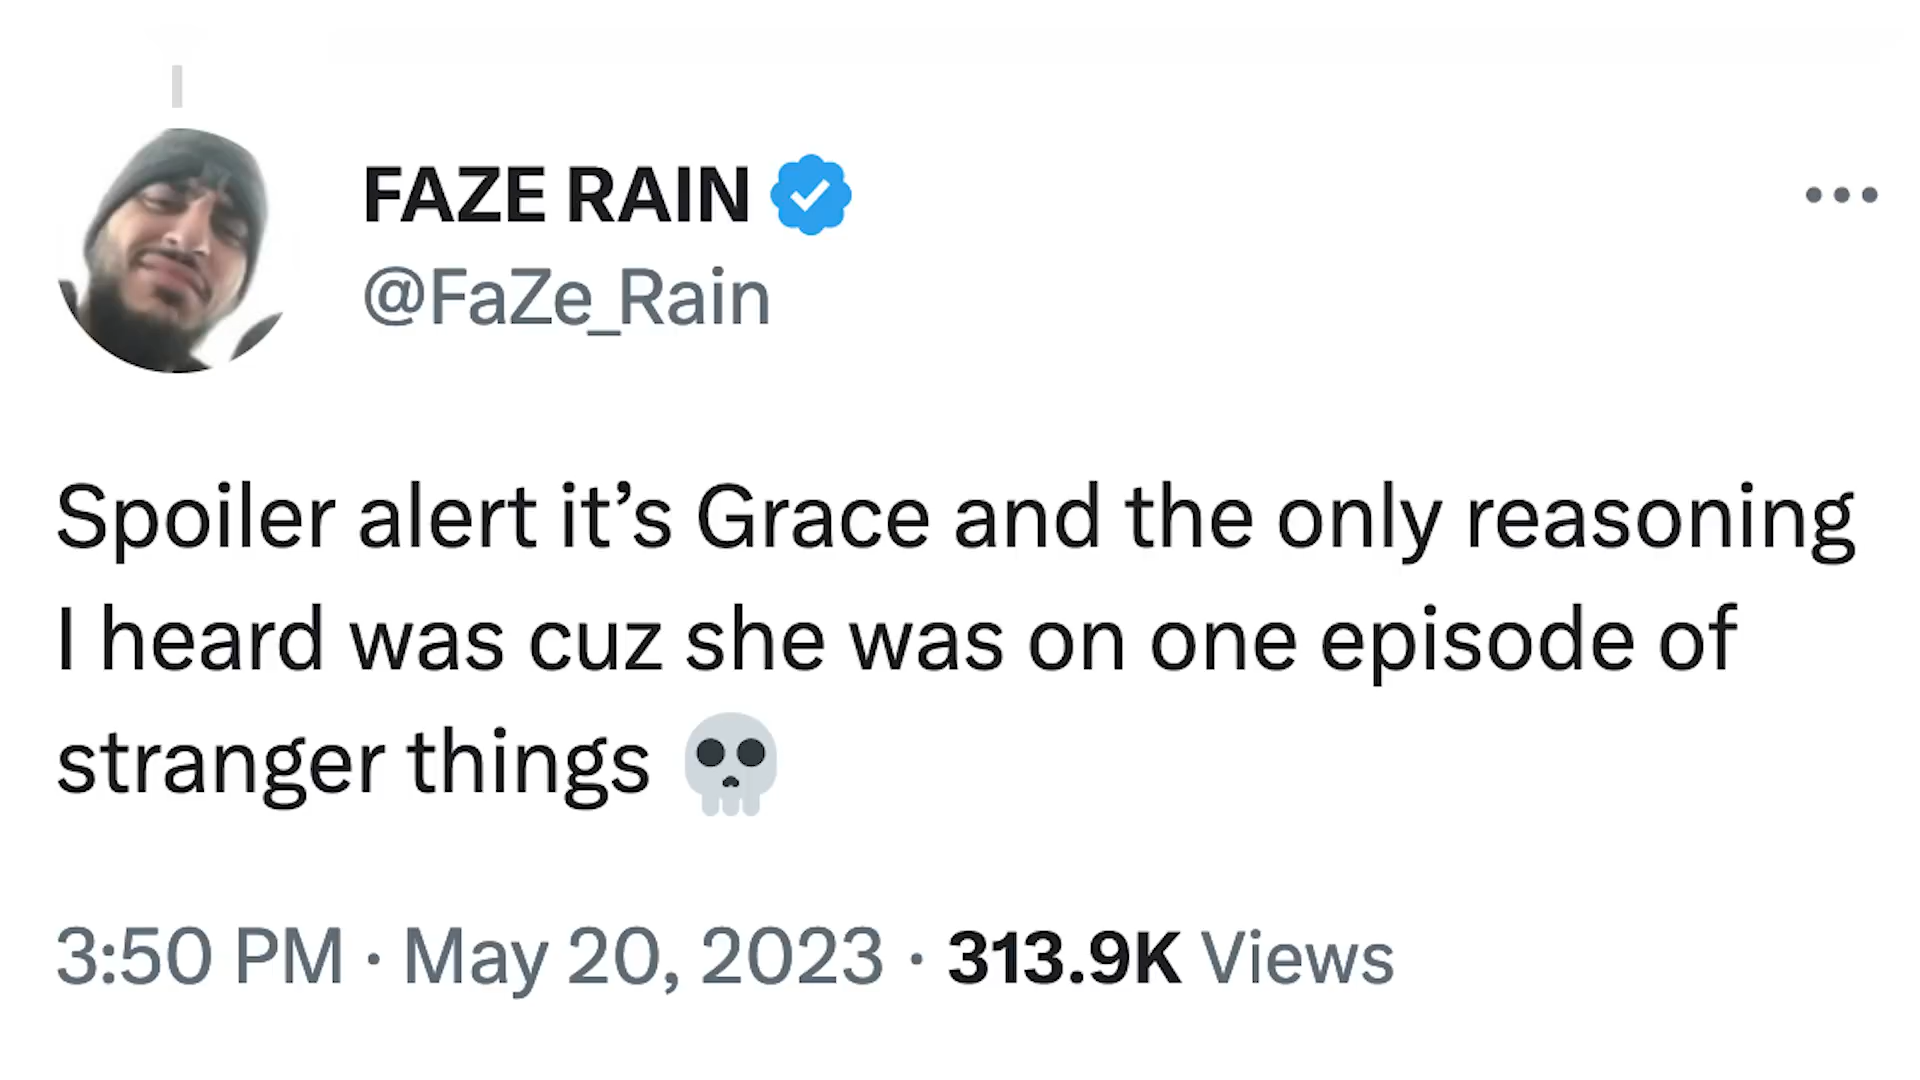 FAZE RAIN
@FaZe_Rain
Spoiler alert it’s Grace and the only reasoning
I heard was cuz she was on one episode of
stranger things 💀
3:50 PM · May 20, 2023 · 313.9K Views